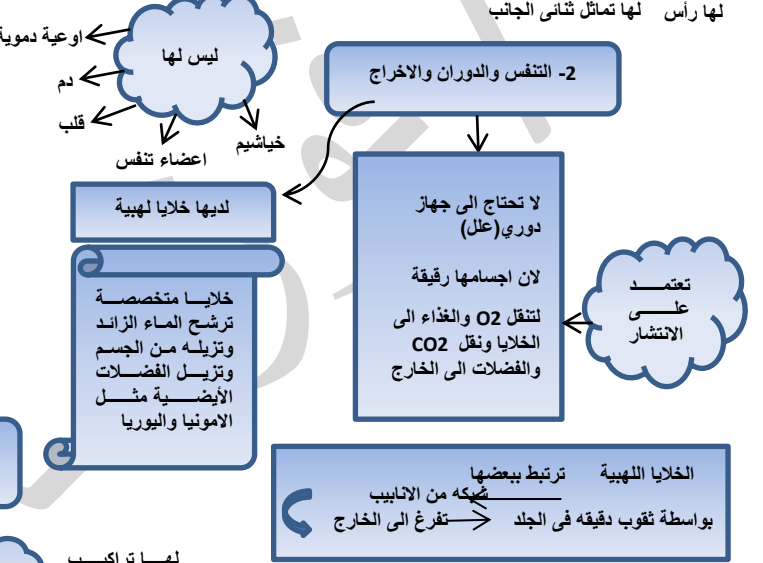 لها رأس لها تماثل ثنائى الجانب
ليس لها
اوعية دموية
دم
قلب
اعضاء تنفس
خياشيم
2- التنفس والدوران والاخراج
لديها خلايا لهبية
خلايا متخصصة
ترشح الماء الزائد
وتزيله من الجسم
وتزيل الفضلات
الأيضية مثل
الامونيا واليوريا
لا تحتاج الى جهاز
دوري(علل)
لان اجسامها رقيقة
لتنقل O2 والغذاء الى
الخلايا ونقل CO2
والفضلات الى الخارج
تعتمد
على
الانتشار
الخلايا اللهبية ترتبط ببعضها
شبكه من الانابيب
بواسطة ثقوب دقيقه فى الجلد تفرغ الى الخارج
لها تراكيب